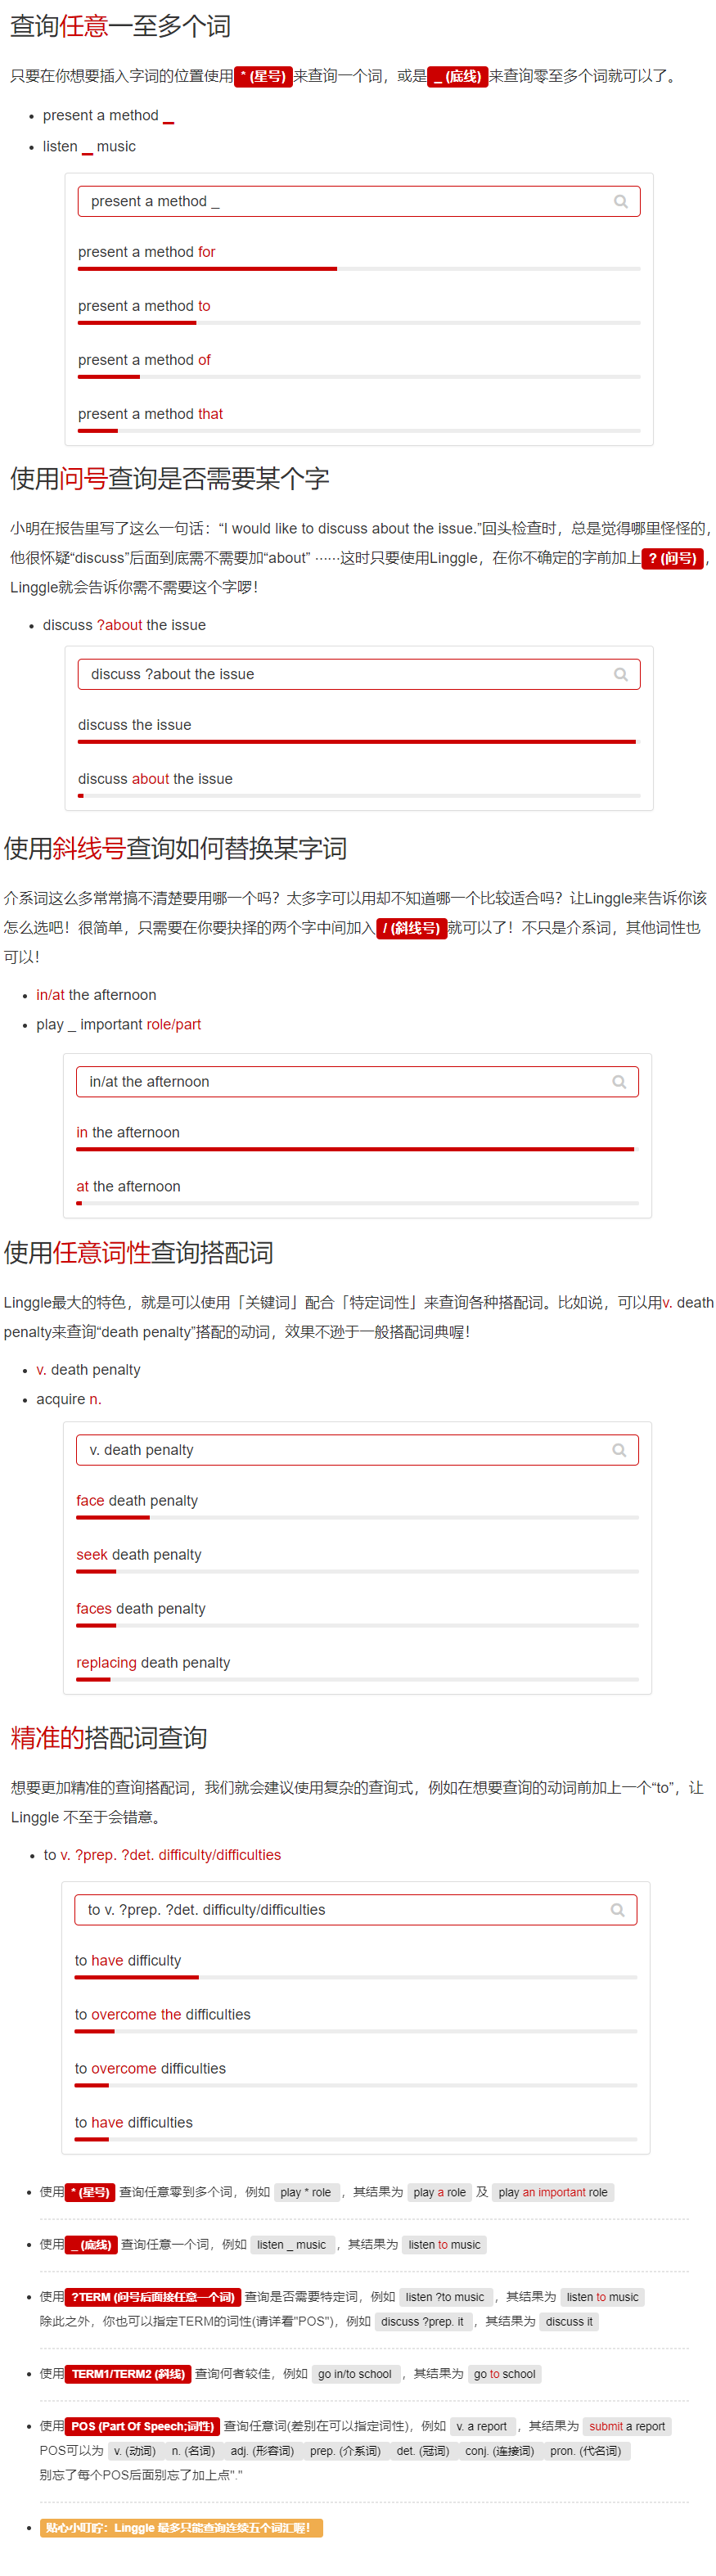 查询任意一至多个词
只要在你想要插入字词的位置使用 * (星号) 来查询一个词，或是 _ (底线) 来查询零至多个词就可以了。
• present a method _
• listen _ music
present a method _
present a method for
present a method to
present a method of
present a method that
使用问号查询是否需要某个字
小明在报告里写了这么一句话：“I would like to discuss about the issue.”回头检查时，总是觉得哪里怪怪的，
他很怀疑“discuss”后面到底需不需要加“about” ······这时只要使用Linggle，在你不确定的字前加上 ? (问号) ，
Linggle就会告诉你需不需要这个字啰！
• discuss ?about the issue
discuss ?about the issue
discuss the issue
discuss about the issue
使用斜线号查询如何替换某字词
介系词这么多常常搞不清楚要用哪一个吗？太多字可以用却不知道哪一个比较适合吗？让Linggle来告诉你该
怎么选吧！很简单，只需要在你要抉择的两个字中间加入 / (斜线号) 就可以了！不只是介系词，其他词性也
可以！
• in/at the afternoon
• play _ important role/part
in/at the afternoon
in the afternoon
at the afternoon
使用任意词性查询搭配词
Linggle最大的特色，就是可以使用「关键词」配合「特定词性」来查询各种搭配词。比如说，可以用v. death
penalty来查询“death penalty”搭配的动词，效果不逊于一般搭配词典喔！
• v. death penalty
• acquire n.
v. death penalty
face death penalty
seek death penalty
faces death penalty
replacing death penalty
精准的搭配词查询
想要更加精准的查询搭配词，我们就会建议使用复杂的查询式，例如在想要查询的动词前加上一个“to”，让
Linggle 不至于会错意。
• to v. ?prep. ?det. difficulty/difficulties
to v. ?prep. ?det. difficulty/difficulties
to have difficulty
to overcome the difficulties
to overcome difficulties
to have difficulties
• 使用 * (星号) 查询任意零到多个词，例如 play * role ，其结果为 play a role 及 play an important role
• 使用 _ (底线) 查询任意一个词，例如 listen _ music ，其结果为 listen to music
• 使用 ?TERM (问号后面接任意一个词) 查询是否需要特定词，例如 listen ?to music ，其结果为 listen to music
除此之外，你也可以指定TERM的词性(请详看"POS")，例如 discuss ?prep. it ，其结果为 discuss it
• 使用 TERM1/TERM2 (斜线) 查询何者较佳，例如 go in/to school ，其结果为 go to school
• 使用 POS (Part Of Speech;词性) 查询任意词(差别在可以指定词性)，例如 v. a report ，其结果为 submit a report
POS可以为 v. (动词) n. (名词) adj. (形容词) prep. (介系词) det. (冠词) conj. (连接词) pron. (代名词)
别忘了每个POS后面别忘了加上点"."
• 贴心小叮咛：Linggle 最多只能查询连续五个词汇喔！